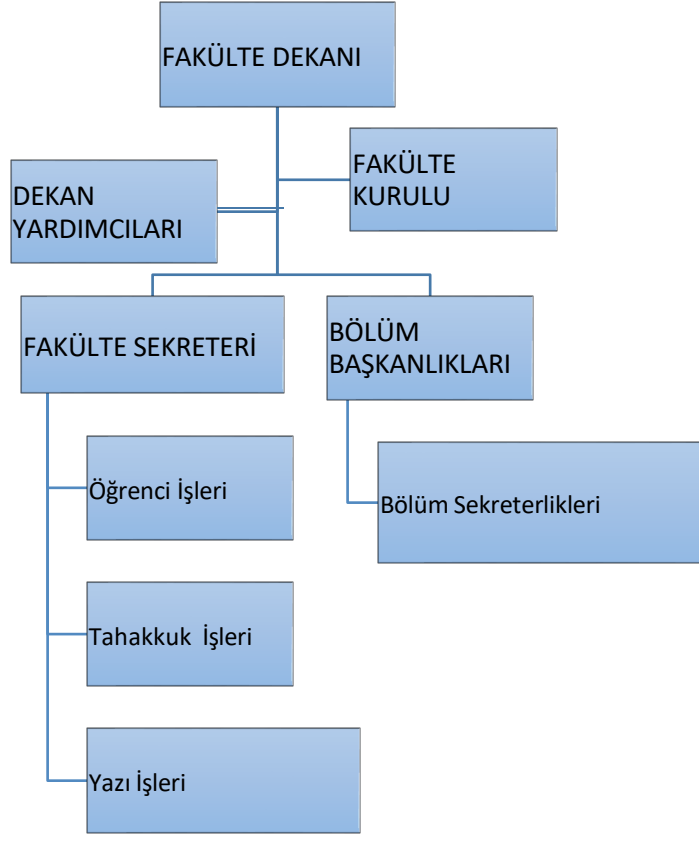 FAKÜLTE DEKANI
FAKÜLTE
KURULU
DEKAN
YARDIMCILARI
FAKÜLTE SEKRETERİ
BÖLÜM
BAŞKANLIKLARI
Öğrenci İşleri
Bölüm Sekreterlikleri
Tahakkuk  İşleri
Yazı İşleri